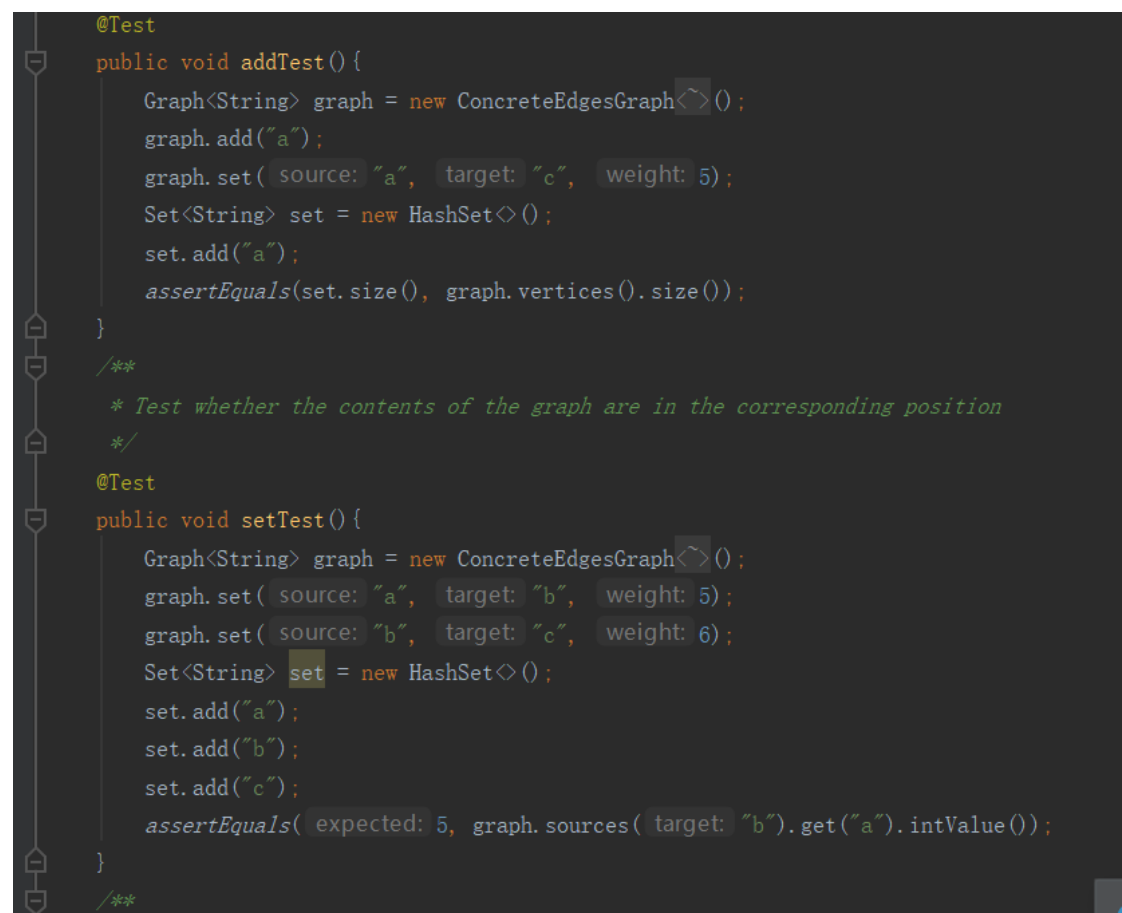 @Test
public void addTest(){
Graph<String> graph = new ConcreteEdgesGraph<~>();
graph.add("a");
graph.set( source: "a", target: "c", weight: 5);
Set<String> set = new HashSet<>();
set.add("a");
assertEquals(set.size(), graph.vertices().size());
}
/**
* Test whether the contents of the graph are in the corresponding position
*/
@Test
public void setTest(){
Graph<String> graph = new ConcreteEdgesGraph<~>();
graph.set( source: "a", target: "b", weight: 5);
graph.set( source: "b", target: "c", weight: 6);
Set<String> set = new HashSet<>();
set.add("a");
set.add("b");
set.add("c");
assertEquals( expected: 5, graph.sources( target: "b").get("a").intValue());
}
/**